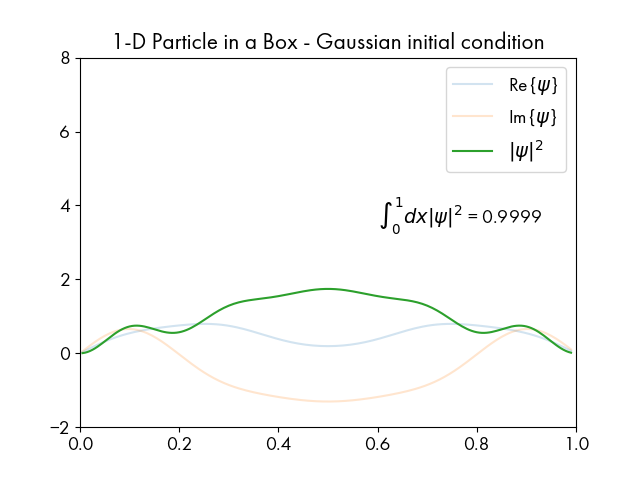 1-D Particle in a Box - Gaussian initial condition
8
Re{ψ}
Im{ψ}
|ψ|²
6
4
∫₀¹dx|ψ|² = 0.9999
2
0
−2
0.0 0.2 0.4 0.6 0.8 1.0